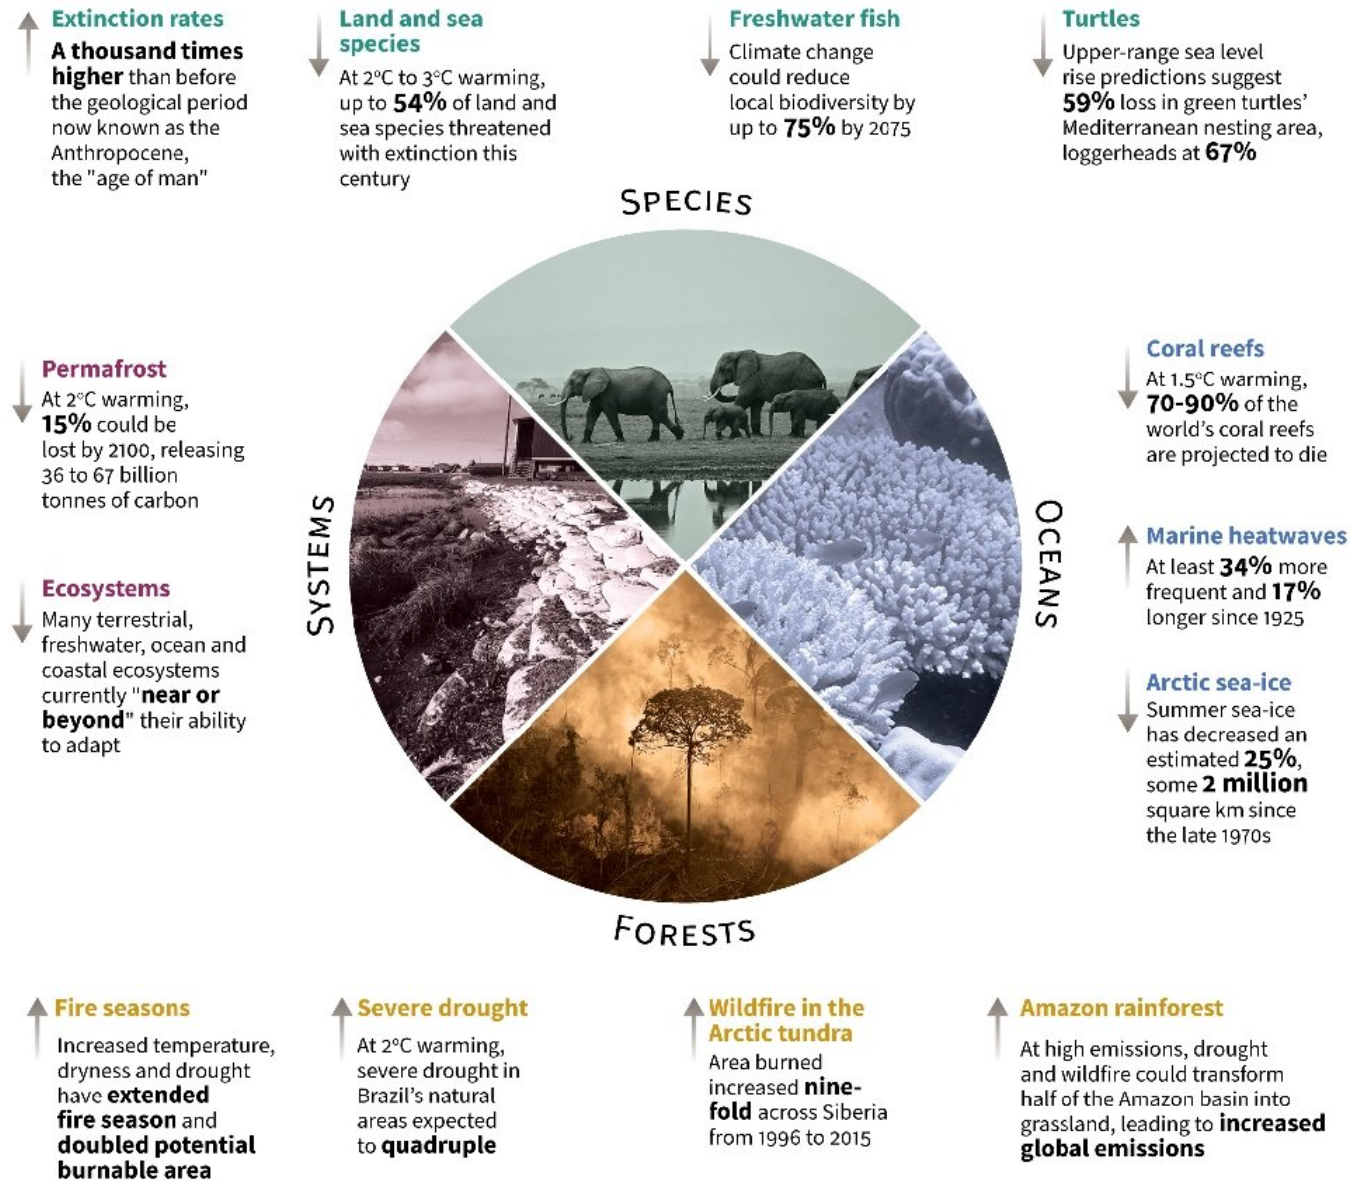 Extinction rates
A thousand times
higher than before
the geological period
now known as the
Anthropocene,
the "age of man"
Land and sea
species
At 2°C to 3°C warming,
up to 54% of land and
sea species threatened
with extinction this
century
Freshwater fish
Climate change
could reduce
local biodiversity by
up to 75% by 2075
Turtles
Upper-range sea level
rise predictions suggest
59% loss in green turtles’
Mediterranean nesting area,
loggerheads at 67%
SPECIES
Permafrost
At 2°C warming,
15% could be
lost by 2100, releasing
36 to 67 billion
tonnes of carbon
Ecosystems
Many terrestrial,
freshwater, ocean and
coastal ecosystems
currently "near or
beyond" their ability
to adapt
SYSTEMS
OCEANS
Coral reefs
At 1.5°C warming,
70-90% of the
world’s coral reefs
are projected to die
Marine heatwaves
At least 34% more
frequent and 17%
longer since 1925
Arctic sea-ice
Summer sea-ice
has decreased an
estimated 25%,
some 2 million
square km since
the late 1970s
FORESTS
Fire seasons
Increased temperature,
dryness and drought
have extended
fire season and
doubled potential
burnable area
Severe drought
At 2°C warming,
severe drought in
Brazil’s natural
areas expected
to quadruple
Wildfire in the
Arctic tundra
Area burned
increased nine-
fold across Siberia
from 1996 to 2015
Amazon rainforest
At high emissions, drought
and wildfire could transform
half of the Amazon basin into
grassland, leading to increased
global emissions